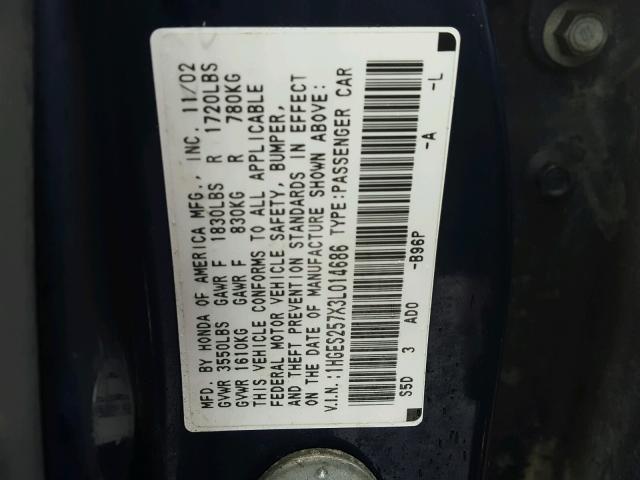 MFD. BY HONDA OF AMERICA MFG., INC. 11/02
GVWR 3550LBS GAWR F 1830LBS R 1720LBS
GVWR 1610KG GAWR F 830KG R 780KG
THIS VEHICLE CONFORMS TO ALL APPLICABLE
FEDERAL MOTOR VEHICLE SAFETY, BUMPER,
AND THEFT PREVENTION STANDARDS IN EFFECT
ON THE DATE OF MANUFACTURE SHOWN ABOVE:
V.I.N.:1HGES257X3L014686 TYPE:PASSENGER CAR
S5D 3 ADO -B96P -A -L